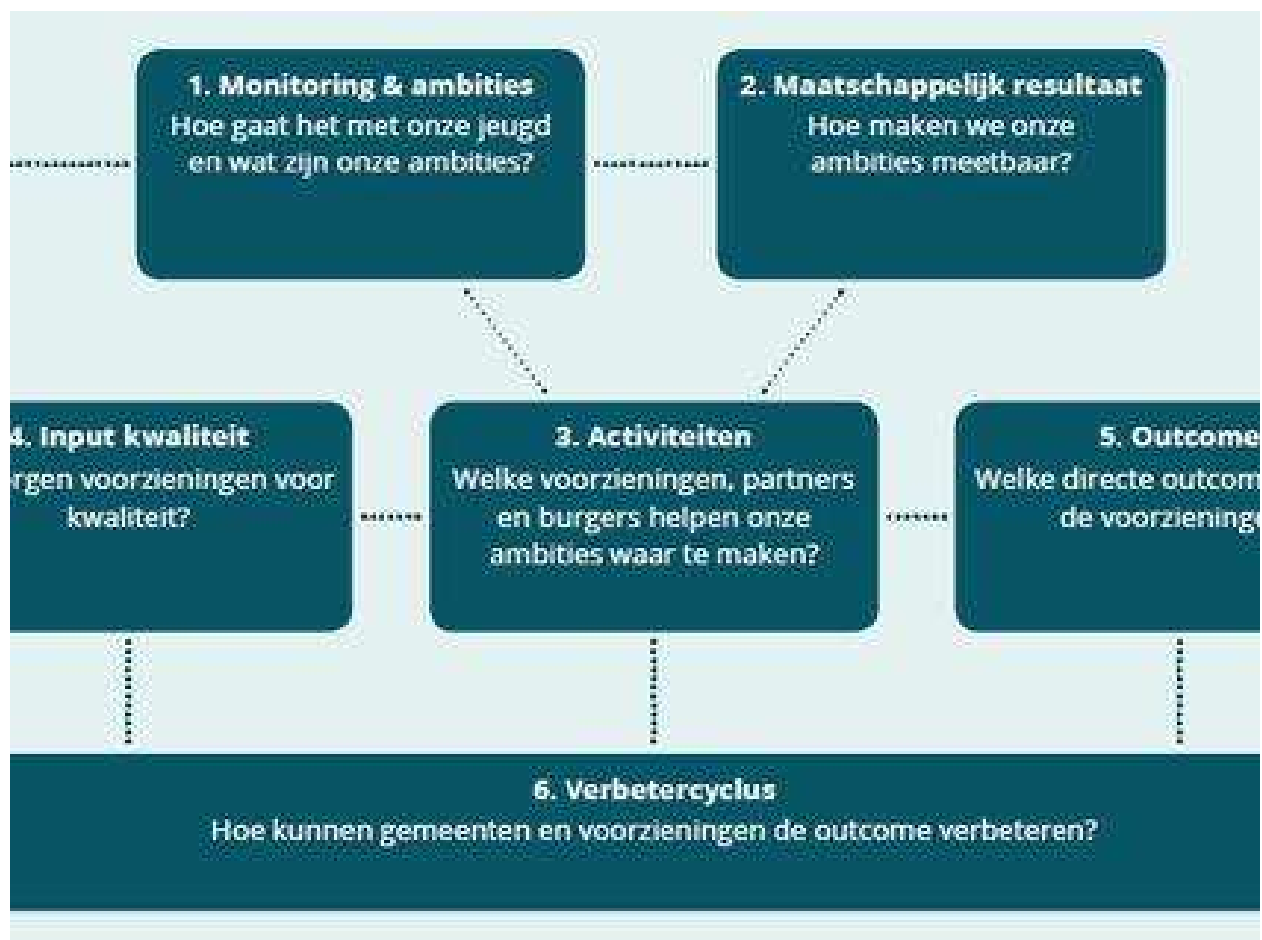 1. Monitoring & ambities
Hoe gaat het met onze jeugd
en wat zijn onze ambities?
2. Maatschappelijk resultaat
Hoe maken we onze
ambities meetbaar?
4. Input kwaliteit
voorzieningen voor
kwaliteit?
3. Activiteiten
Welke voorzieningen, partners
en burgers helpen onze
ambities waar te maken?
5. Outcome
Welke directe
de
6. Verbetercyclus
Hoe kunnen gemeenten en voorzieningen de outcome verbeteren?